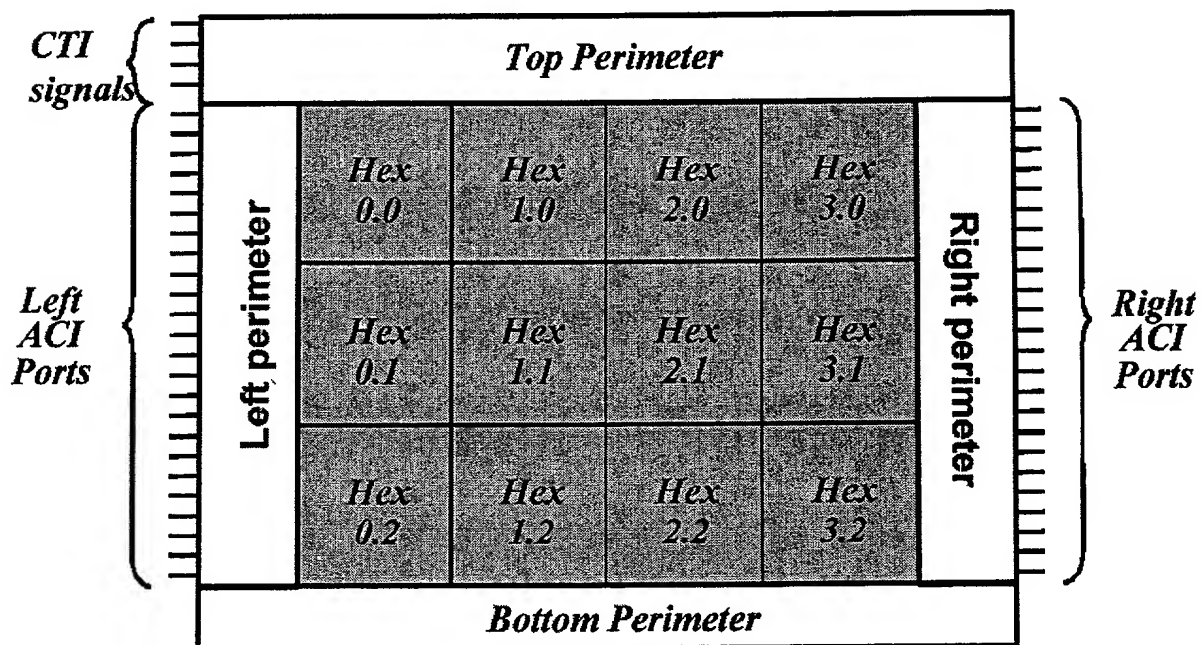 CTI
signals
Top Perimeter
Left perimeter
Hex
0.0
Hex
1.0
Hex
2.0
Hex
3.0
Right perimeter
Left
ACI
Ports
Hex
0.1
Hex
1.1
Hex
2.1
Hex
3.1
Right
ACI
Ports
Hex
0.2
Hex
1.2
Hex
2.2
Hex
3.2
Bottom Perimeter